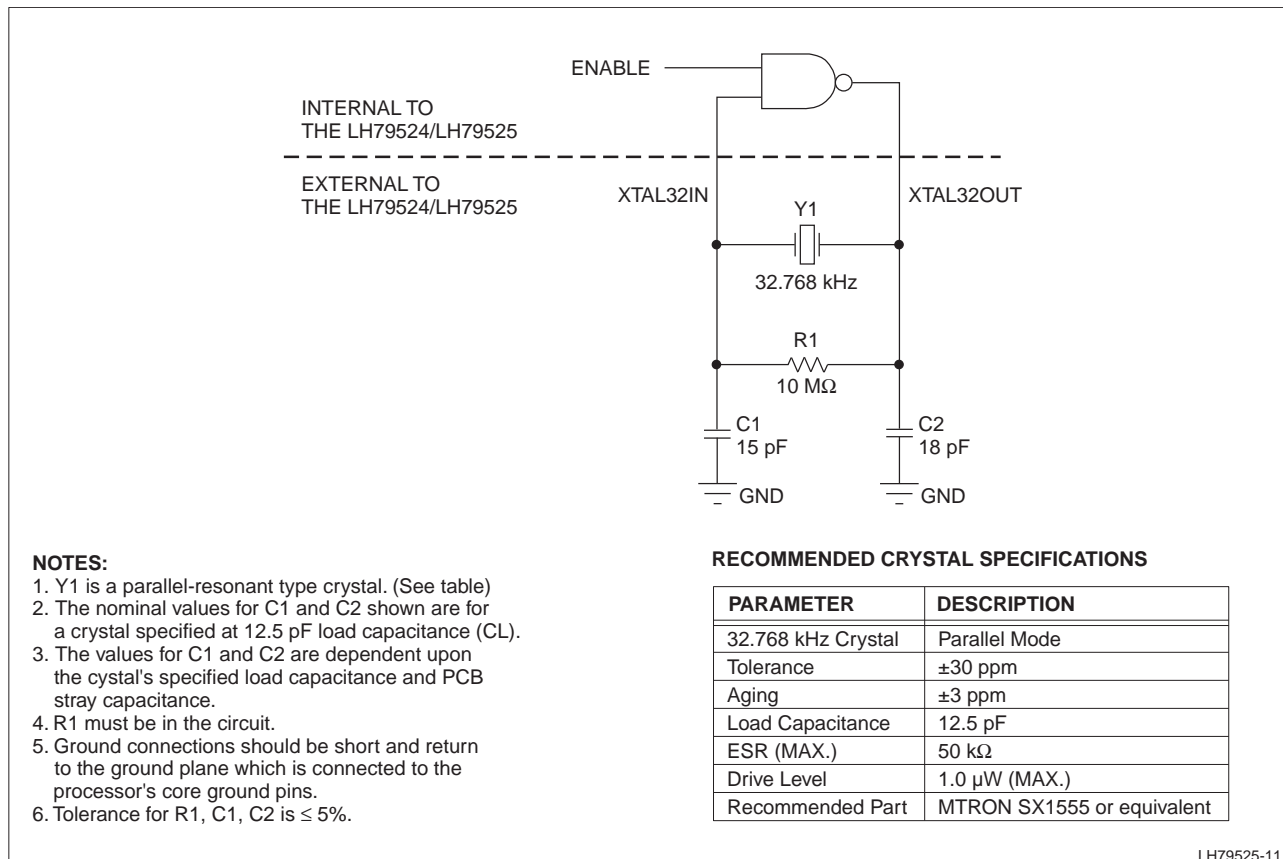 ENABLE
INTERNAL TO
THE LH79524/LH79525
EXTERNAL TO
THE LH79524/LH79525
XTAL32IN
XTAL32OUT
Y1
32.768 kHz
R1
10 MΩ
C1
15 pF
C2
18 pF
GND
GND
NOTES:
1. Y1 is a parallel-resonant type crystal. (See table)
2. The nominal values for C1 and C2 shown are for
a crystal specified at 12.5 pF load capacitance (CL).
3. The values for C1 and C2 are dependent upon
the cystal's specified load capacitance and PCB
stray capacitance.
4. R1 must be in the circuit.
5. Ground connections should be short and return
to the ground plane which is connected to the
processor's core ground pins.
6. Tolerance for R1, C1, C2 is ≤ 5%.
RECOMMENDED CRYSTAL SPECIFICATIONS
PARAMETER DESCRIPTION
32.768 kHz Crystal Parallel Mode
Tolerance ±30 ppm
Aging ±3 ppm
Load Capacitance 12.5 pF
ESR (MAX.) 50 kΩ
Drive Level 1.0 µW (MAX.)
Recommended Part MTRON SX1555 or equivalent
LH79525-11